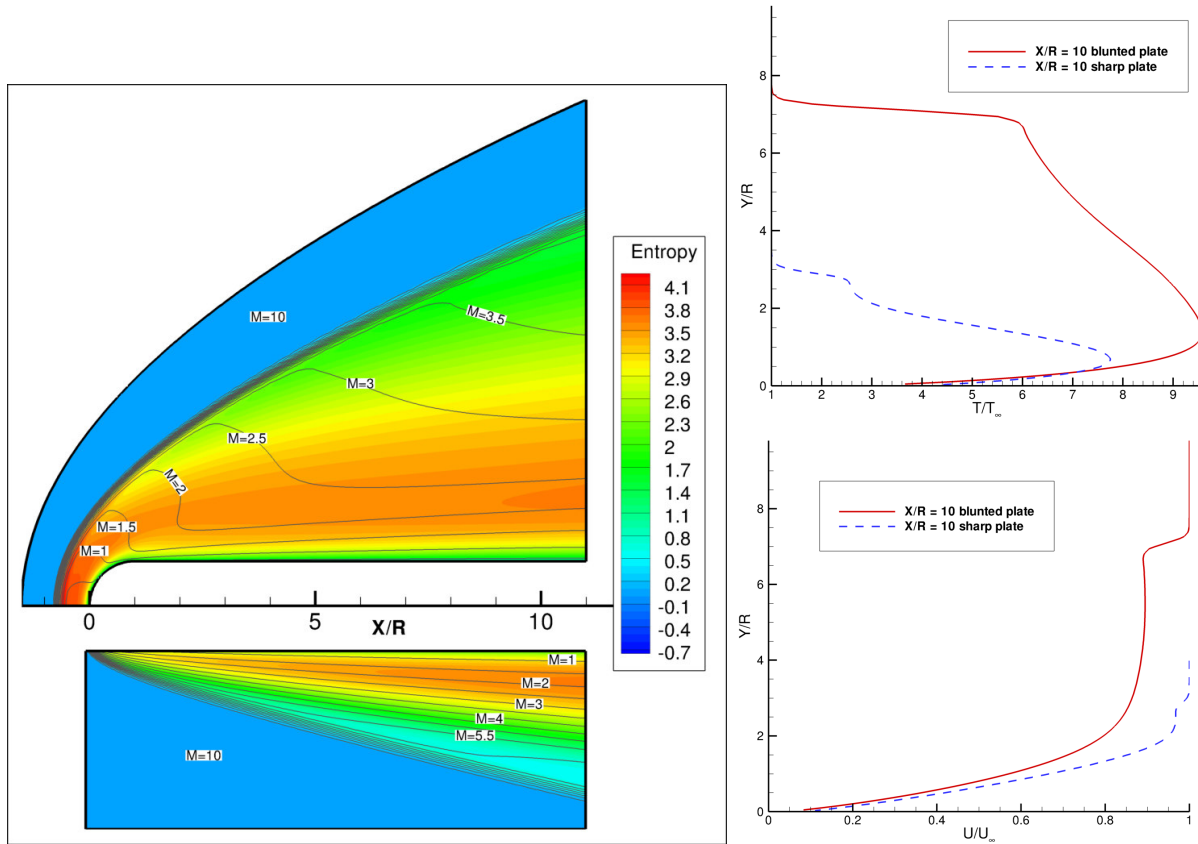 M=10
M=3.5
M=3
M=2.5
M=2
M=1.5
M=1
0
5
10
X/R
Entropy
4.1
3.8
3.5
3.2
2.9
2.6
2.3
2
1.7
1.4
1.1
0.8
0.5
0.2
-0.1
-0.4
-0.7
M=1
M=2
M=3
M=4
M=5.5
M=10
X/R = 10 blunted plate
X/R = 10 sharp plate
Y/R
8
6
4
2
0
1 2 3 4 5 6 7 8 9
T/T∞
X/R = 10 blunted plate
X/R = 10 sharp plate
Y/R
8
6
4
2
0
0 0.2 0.4 0.6 0.8 1
U/U∞